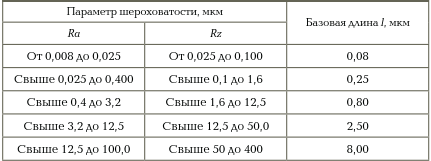 Параметр шероховатости, мкм
Базовая длина l, мкм
Ra Rz
От 0,008 до 0,025 От 0,025 до 0,100 0,08
Свыше 0,025 до 0,400 Свыше 0,1 до 1,6 0,25
Свыше 0,4 до 3,2 Свыше 1,6 до 12,5 0,80
Свыше 3,2 до 12,5 Свыше 12,5 до 50,0 2,50
Свыше 12,5 до 100,0 Свыше 50 до 400 8,00